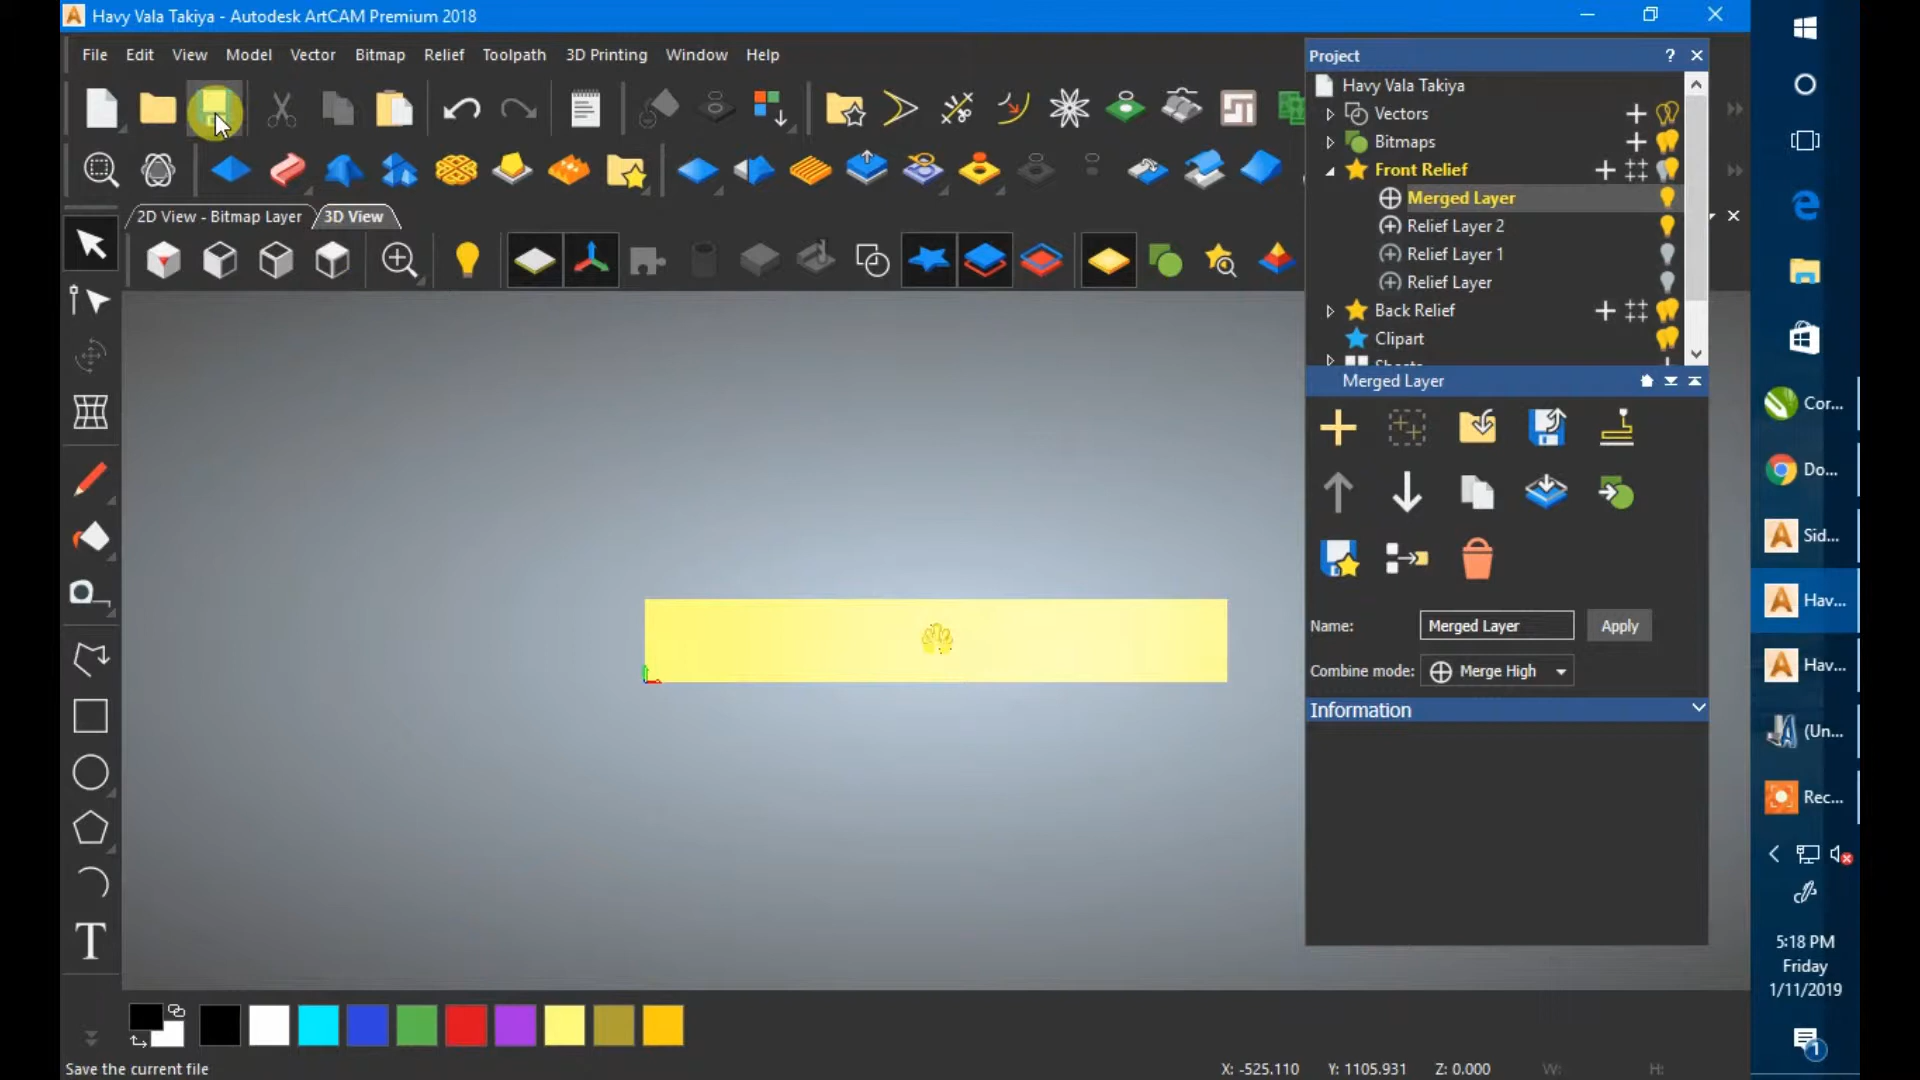 Havy Vala Takiya - Autodesk ArtCAM Premium 2018
File Edit View Model Vector Bitmap Relief Toolpath 3D Printing Window Help
2D View - Bitmap Layer 3D View
Project
Havy Vala Takiya
Vectors
Bitmaps
Front Relief
Merged Layer
Relief Layer 2
Relief Layer 1
Relief Layer
Back Relief
Clipart
Sheets
Merged Layer
Name: Merged Layer Apply
Combine mode: Merge High
Information
T
Cor...
Do...
Sid...
Hav...
Hav...
(Un...
Rec...
5:18 PM
Friday
1/11/2019
1
Save the current file
X: -525.110 Y: 1105.931 Z: 0.000 W: H: